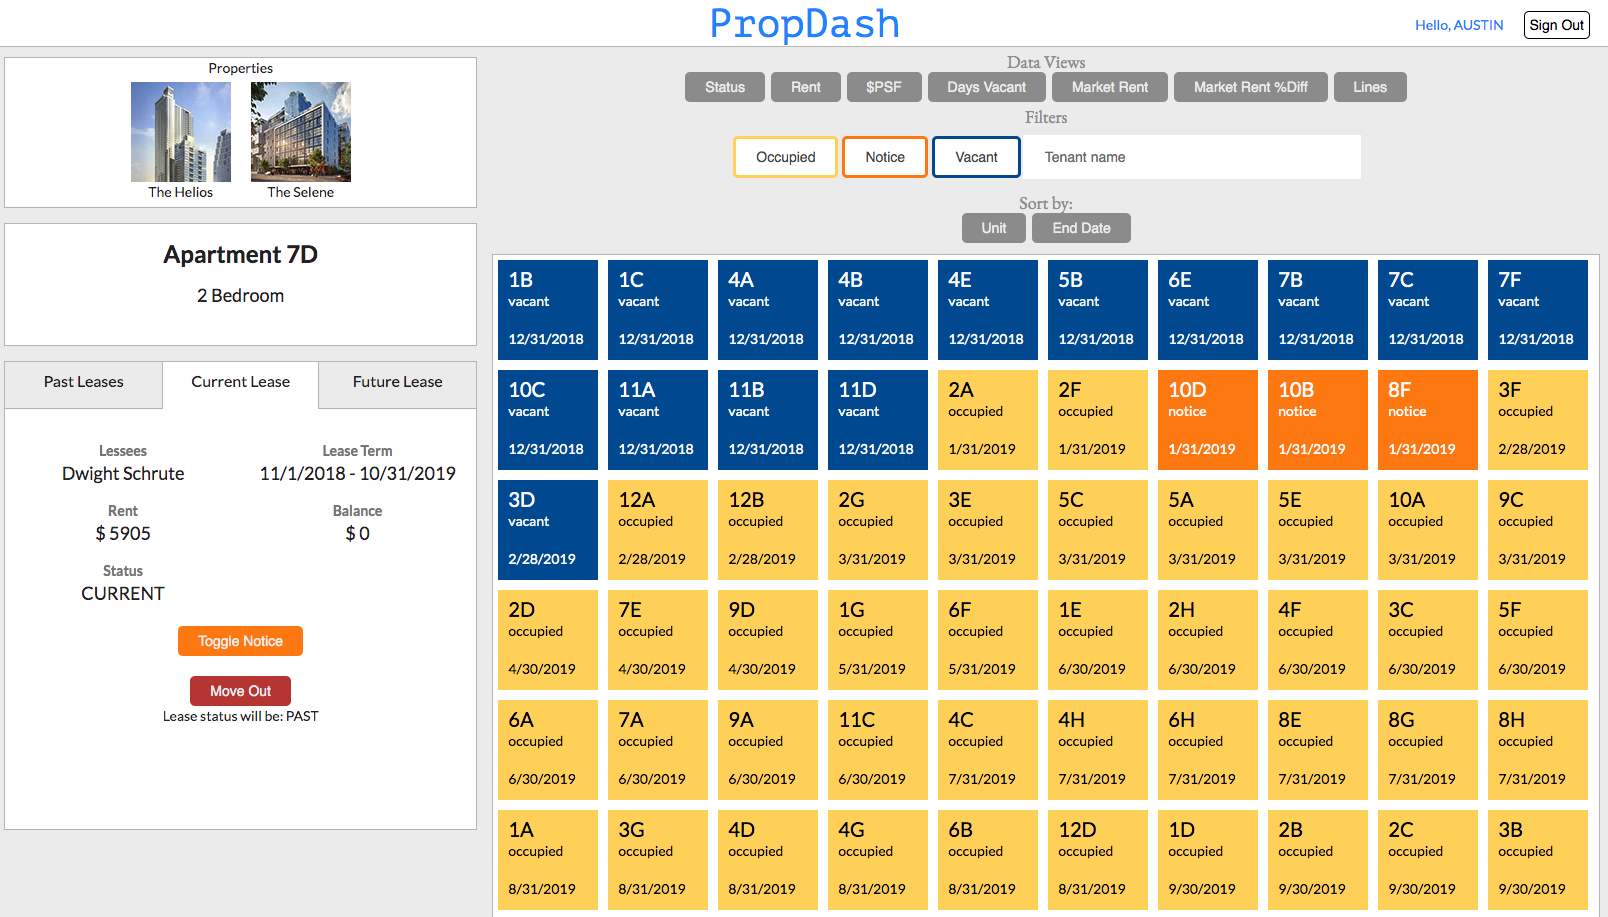 PropDash
Hello, AUSTIN
Sign Out
Properties
The Helios
The Selene
Apartment 7D
2 Bedroom
Past Leases
Current Lease
Future Lease
Lessees
Dwight Schrute
Lease Term
11/1/2018 - 10/31/2019
Rent
$ 5905
Balance
$ 0
Status
CURRENT
Toggle Notice
Move Out
Lease status will be: PAST
Data Views
Status
Rent
$PSF
Days Vacant
Market Rent
Market Rent %Diff
Lines
Filters
Occupied
Notice
Vacant
Tenant name
Sort by:
Unit
End Date
1B
vacant
12/31/2018
1C
vacant
12/31/2018
4A
vacant
12/31/2018
4B
vacant
12/31/2018
4E
vacant
12/31/2018
5B
vacant
12/31/2018
6E
vacant
12/31/2018
7B
vacant
12/31/2018
7C
vacant
12/31/2018
7F
vacant
12/31/2018
10C
vacant
12/31/2018
11A
vacant
12/31/2018
11B
vacant
12/31/2018
11D
vacant
12/31/2018
2A
occupied
1/31/2019
2F
occupied
1/31/2019
10D
notice
1/31/2019
10B
notice
1/31/2019
8F
notice
1/31/2019
3F
occupied
2/28/2019
3D
vacant
2/28/2019
12A
occupied
2/28/2019
12B
occupied
2/28/2019
2G
occupied
3/31/2019
3E
occupied
3/31/2019
5C
occupied
3/31/2019
5A
occupied
3/31/2019
5E
occupied
3/31/2019
10A
occupied
3/31/2019
9C
occupied
3/31/2019
2D
occupied
4/30/2019
7E
occupied
4/30/2019
9D
occupied
4/30/2019
1G
occupied
5/31/2019
6F
occupied
5/31/2019
1E
occupied
6/30/2019
2H
occupied
6/30/2019
4F
occupied
6/30/2019
3C
occupied
6/30/2019
5F
occupied
6/30/2019
6A
occupied
6/30/2019
7A
occupied
6/30/2019
9A
occupied
6/30/2019
11C
occupied
6/30/2019
4C
occupied
7/31/2019
4H
occupied
7/31/2019
6H
occupied
7/31/2019
8E
occupied
7/31/2019
8G
occupied
7/31/2019
8H
occupied
7/31/2019
1A
occupied
8/31/2019
3G
occupied
8/31/2019
4D
occupied
8/31/2019
4G
occupied
8/31/2019
6B
occupied
8/31/2019
12D
occupied
8/31/2019
1D
occupied
9/30/2019
2B
occupied
9/30/2019
2C
occupied
9/30/2019
3B
occupied
9/30/2019